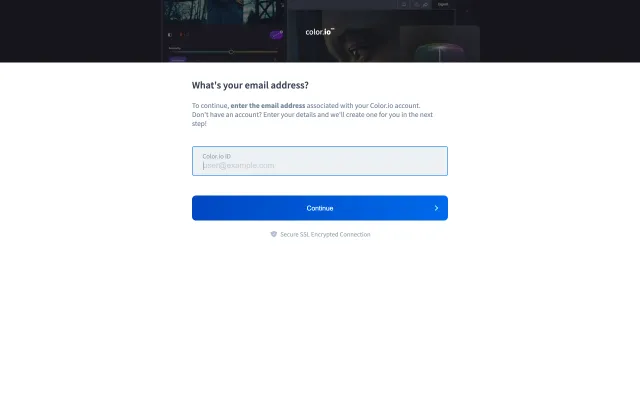 color.io
What's your email address?
To continue, enter the email address associated with your Color.io account.
Don't have an account? Enter your details and we'll create one for you in the next
step!
Color.io ID
user@example.com
Continue
Secure SSL Encrypted Connection